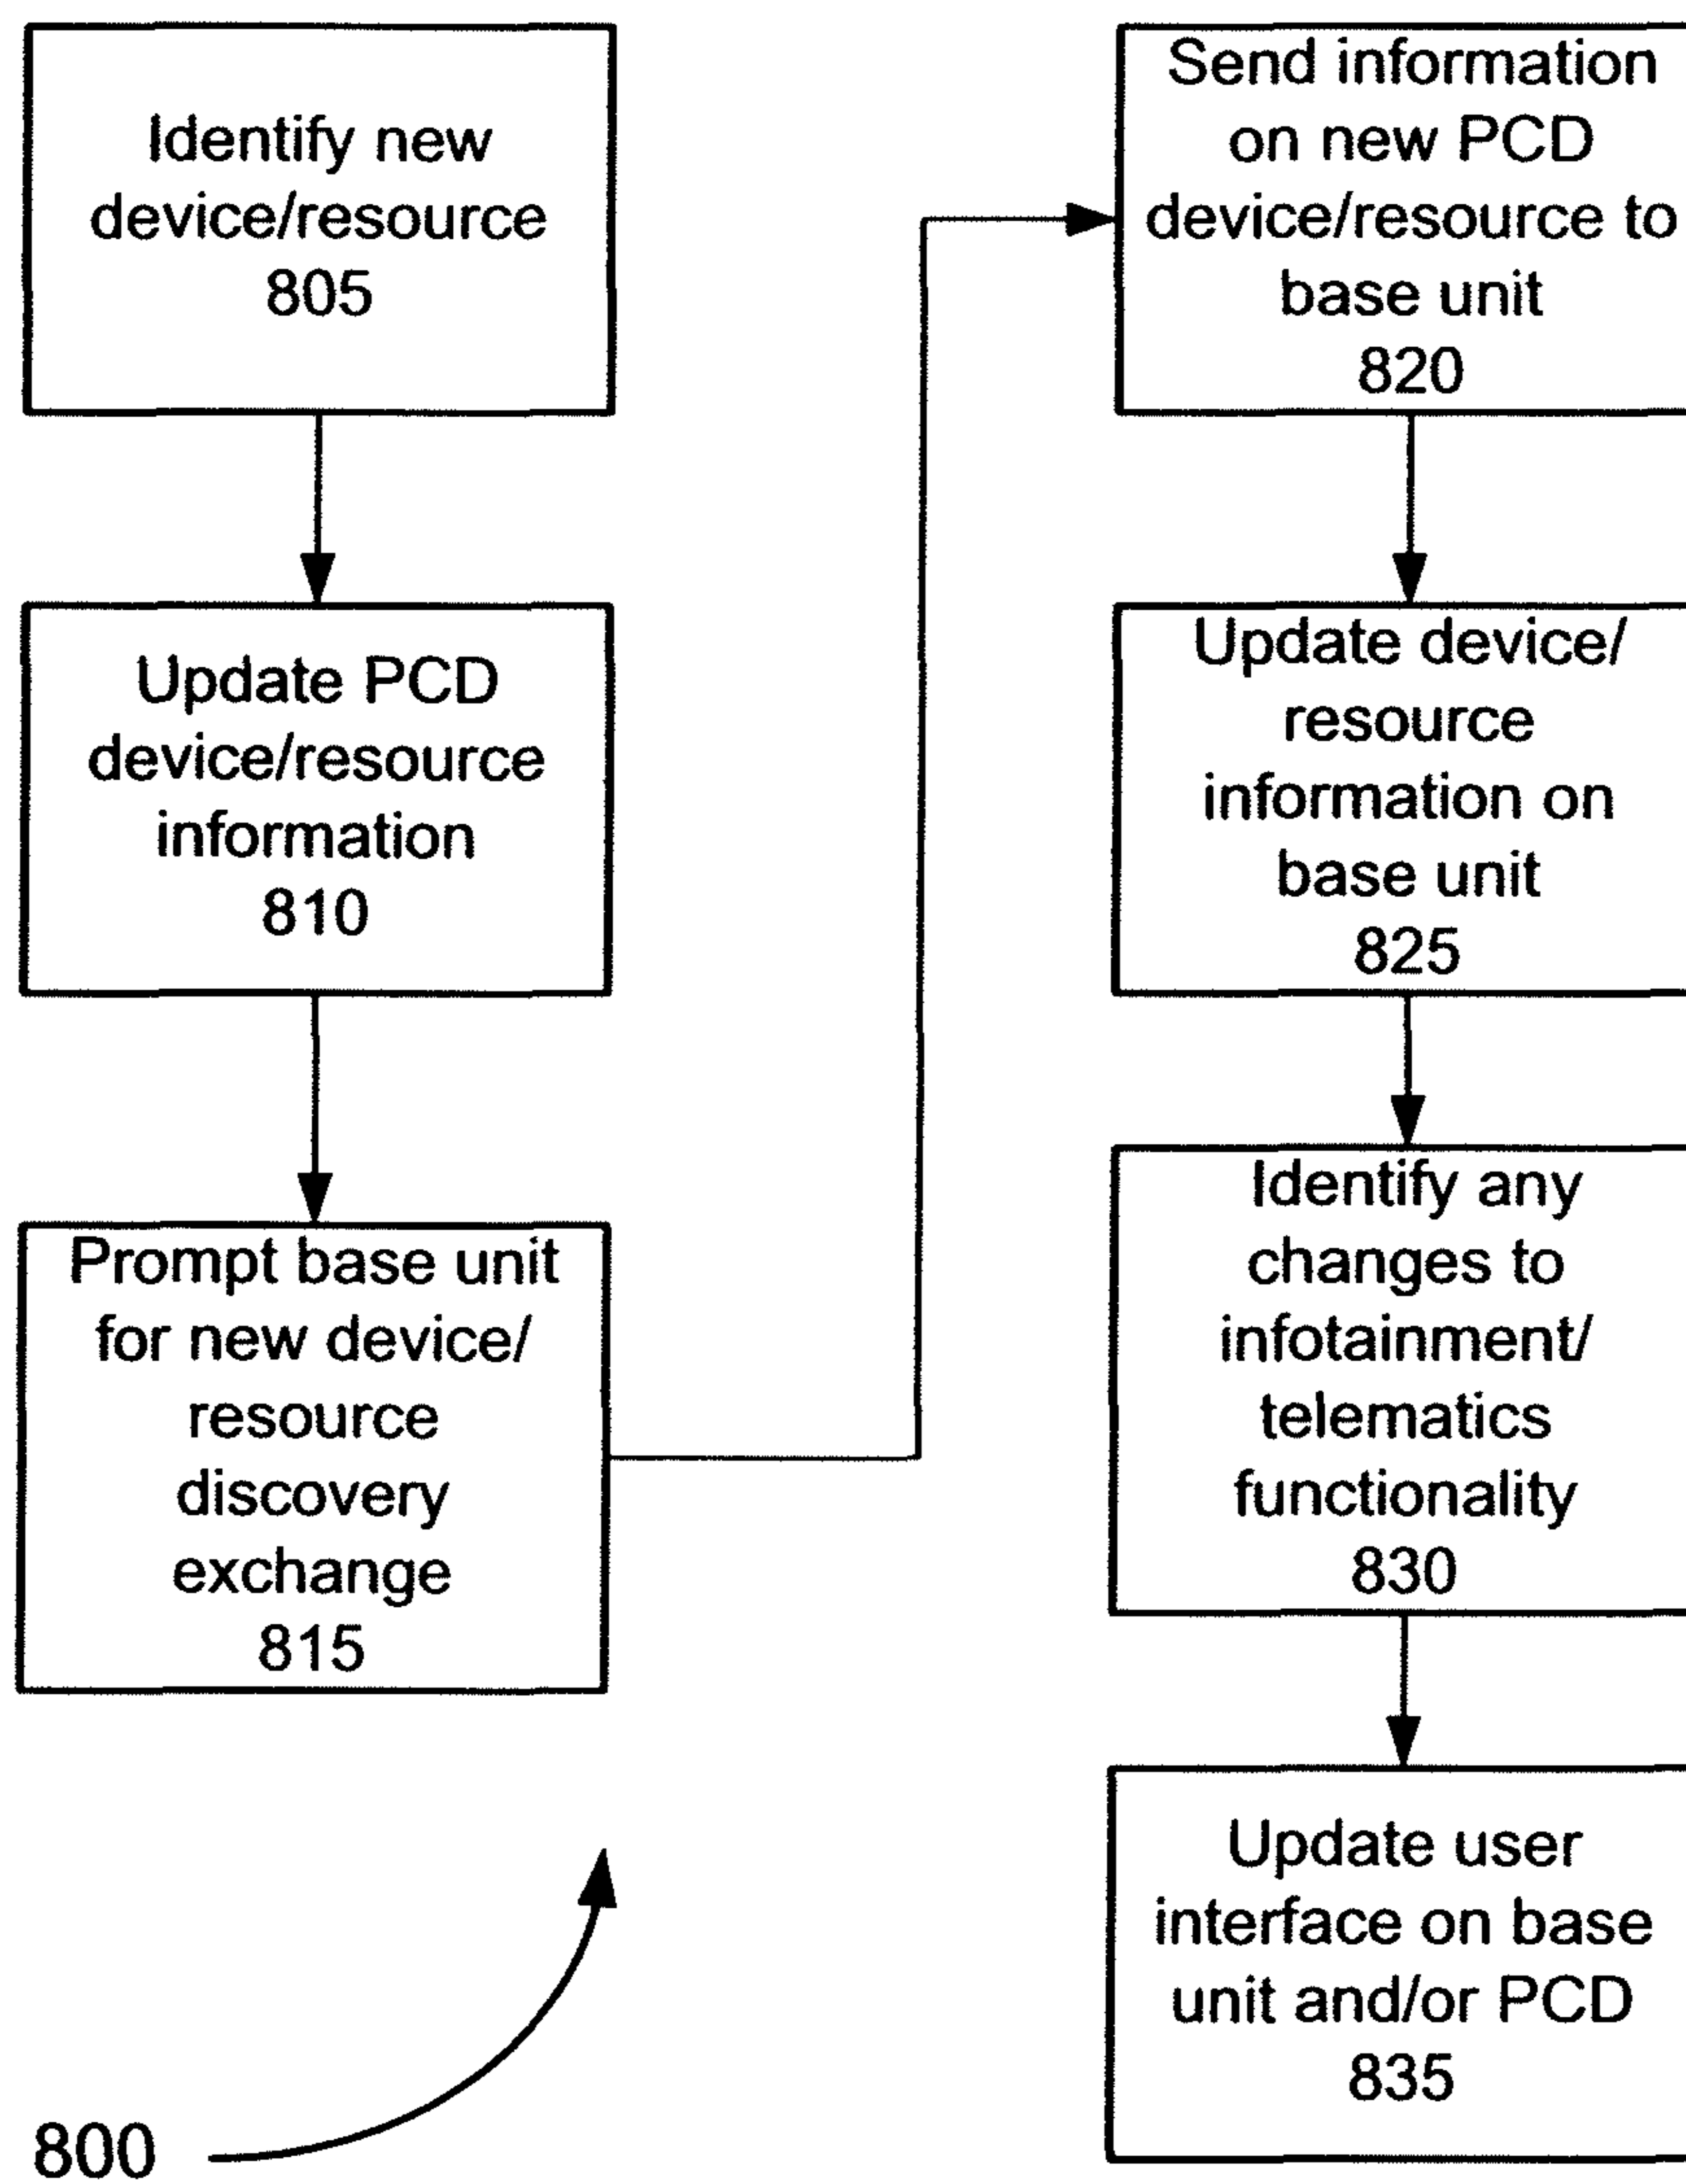 Identify new
device/resource
805
Update PCD
device/resource
information
810
Prompt base unit
for new device/
resource
discovery
exchange
815
Send information
on new PCD
device/resource to
base unit
820
Update device/
resource
information on
base unit
825
Identify any
changes to
infotainment/
telematics
functionality
830
Update user
interface on base
unit and/or PCD
835
800